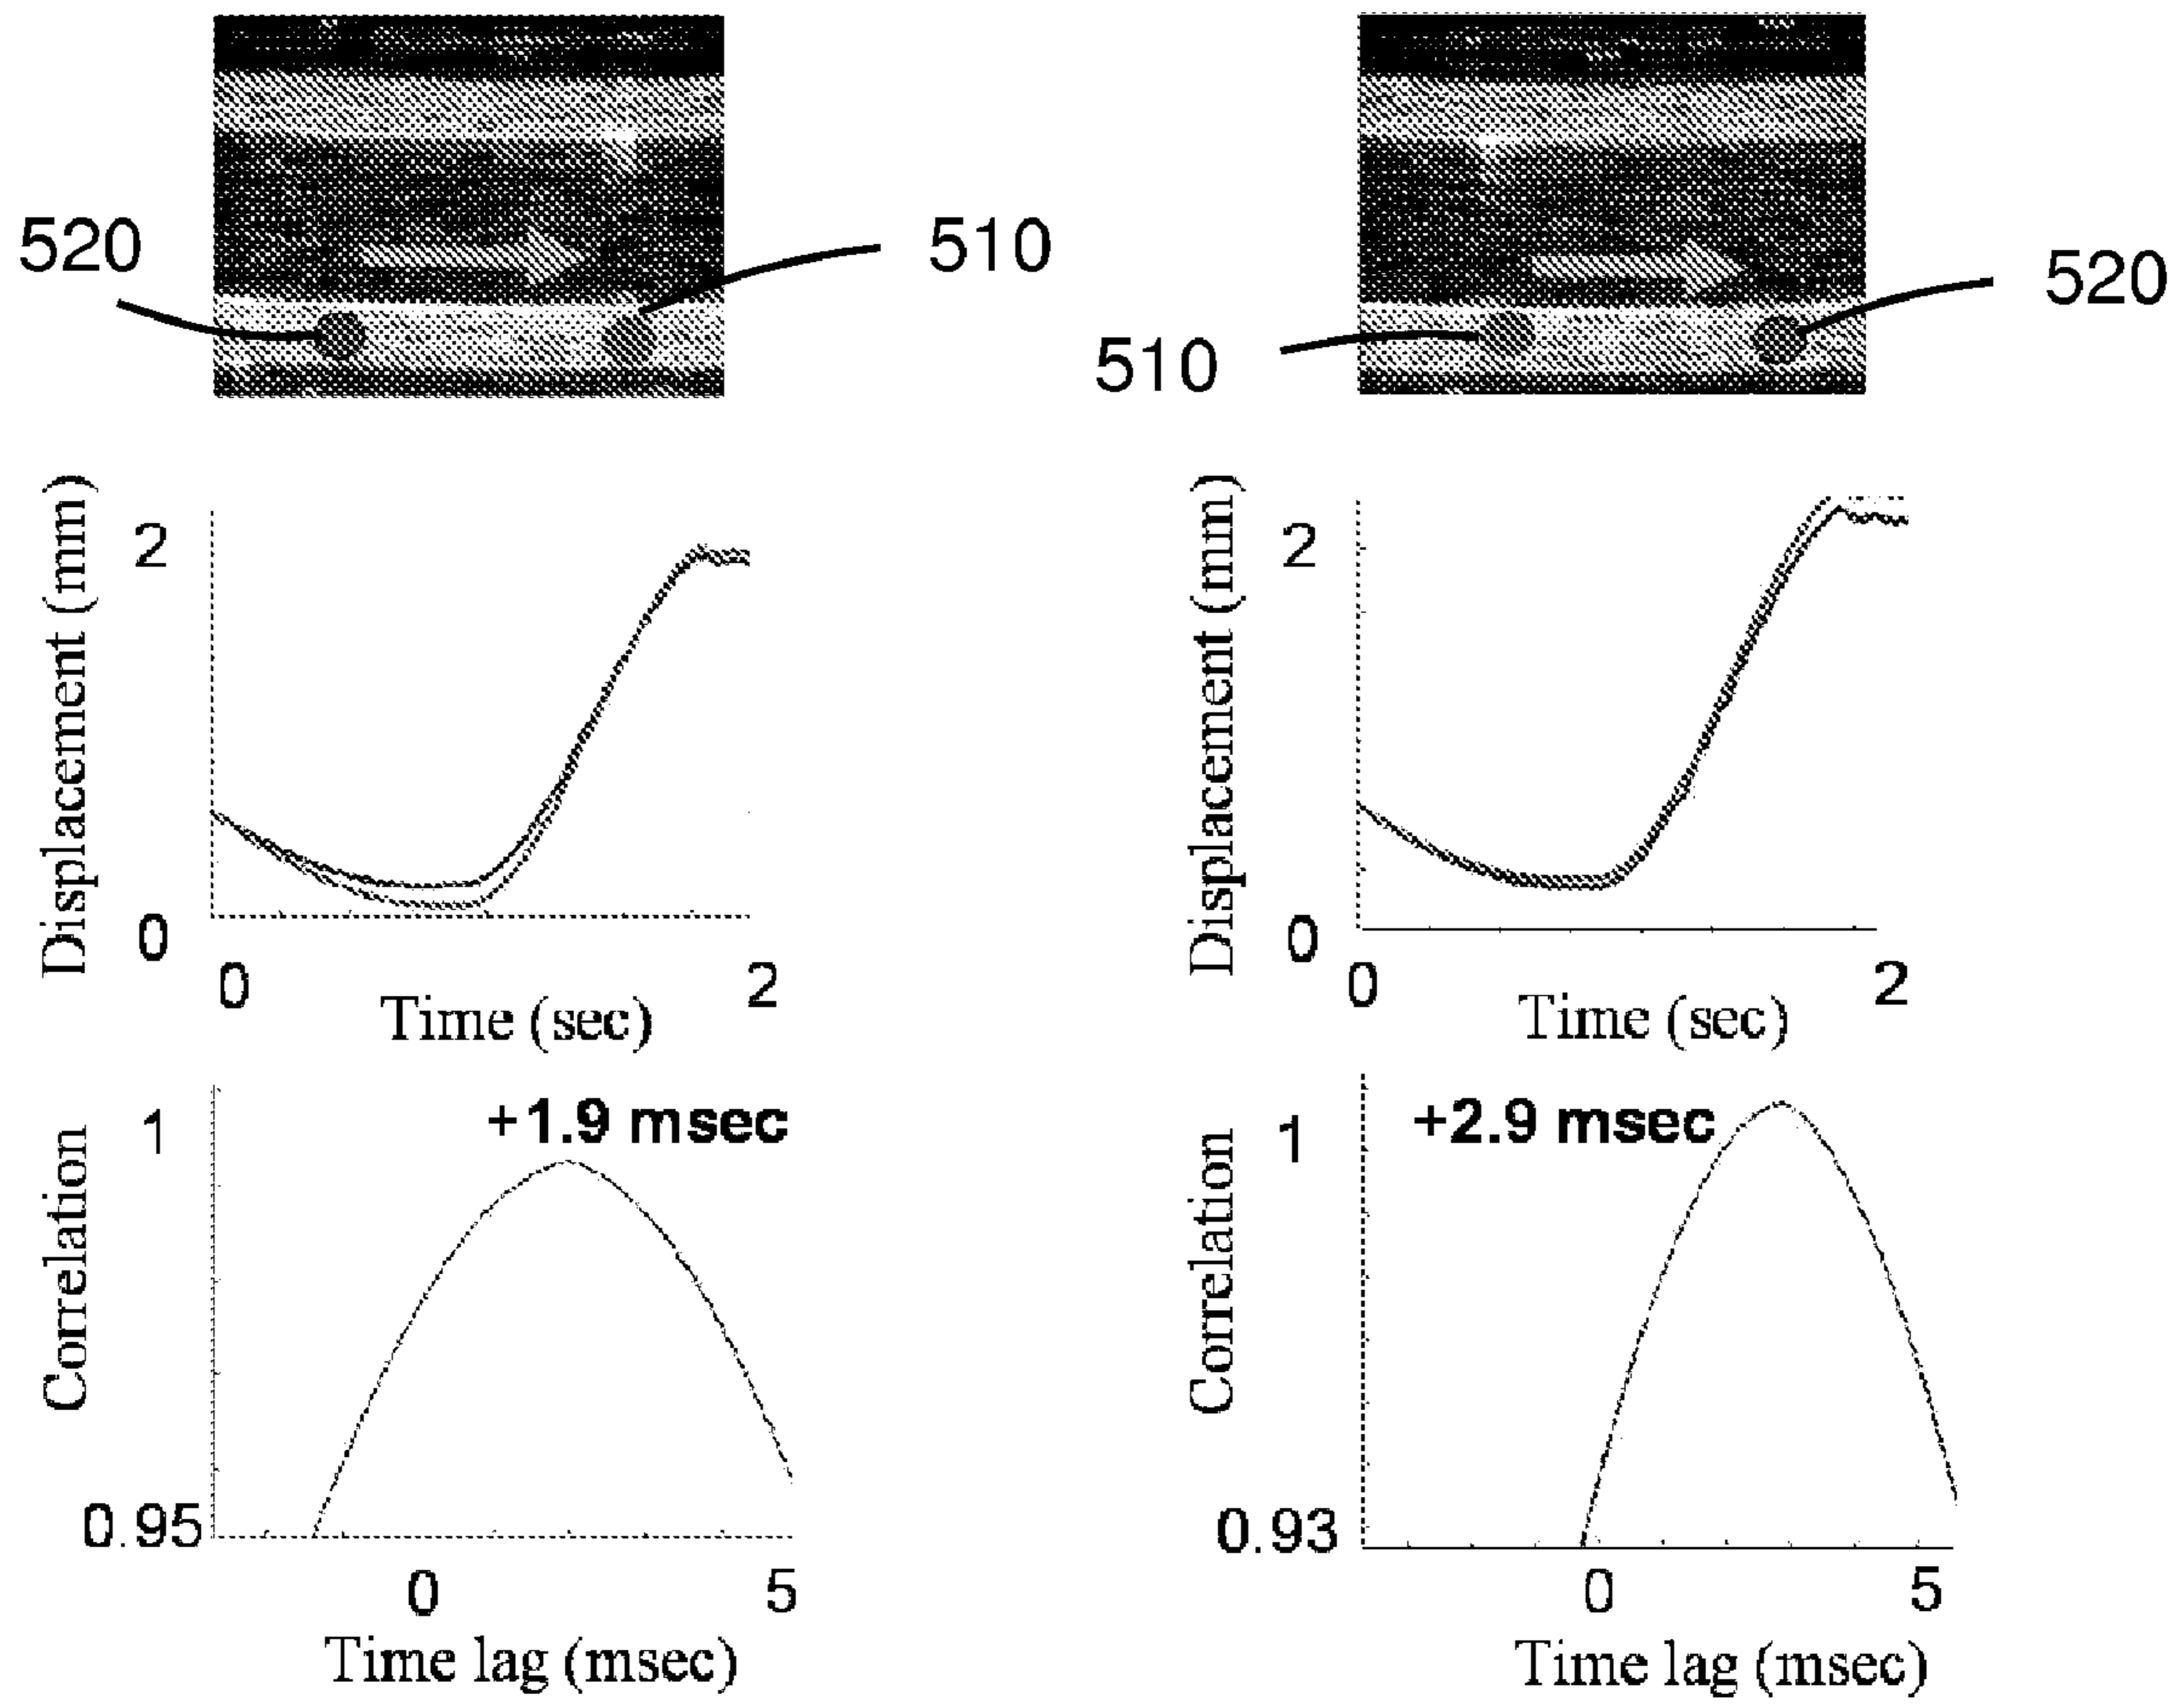 520
510
510
520
Displacement (mm)
2
0
0
2
Time (sec)
Displacement (mm)
2
0
0
2
Time (sec)
Correlation
1
+1.9 msec
0.95
0
5
Time lag (msec)
Correlation
1
+2.9 msec
0.93
0
5
Time lag (msec)